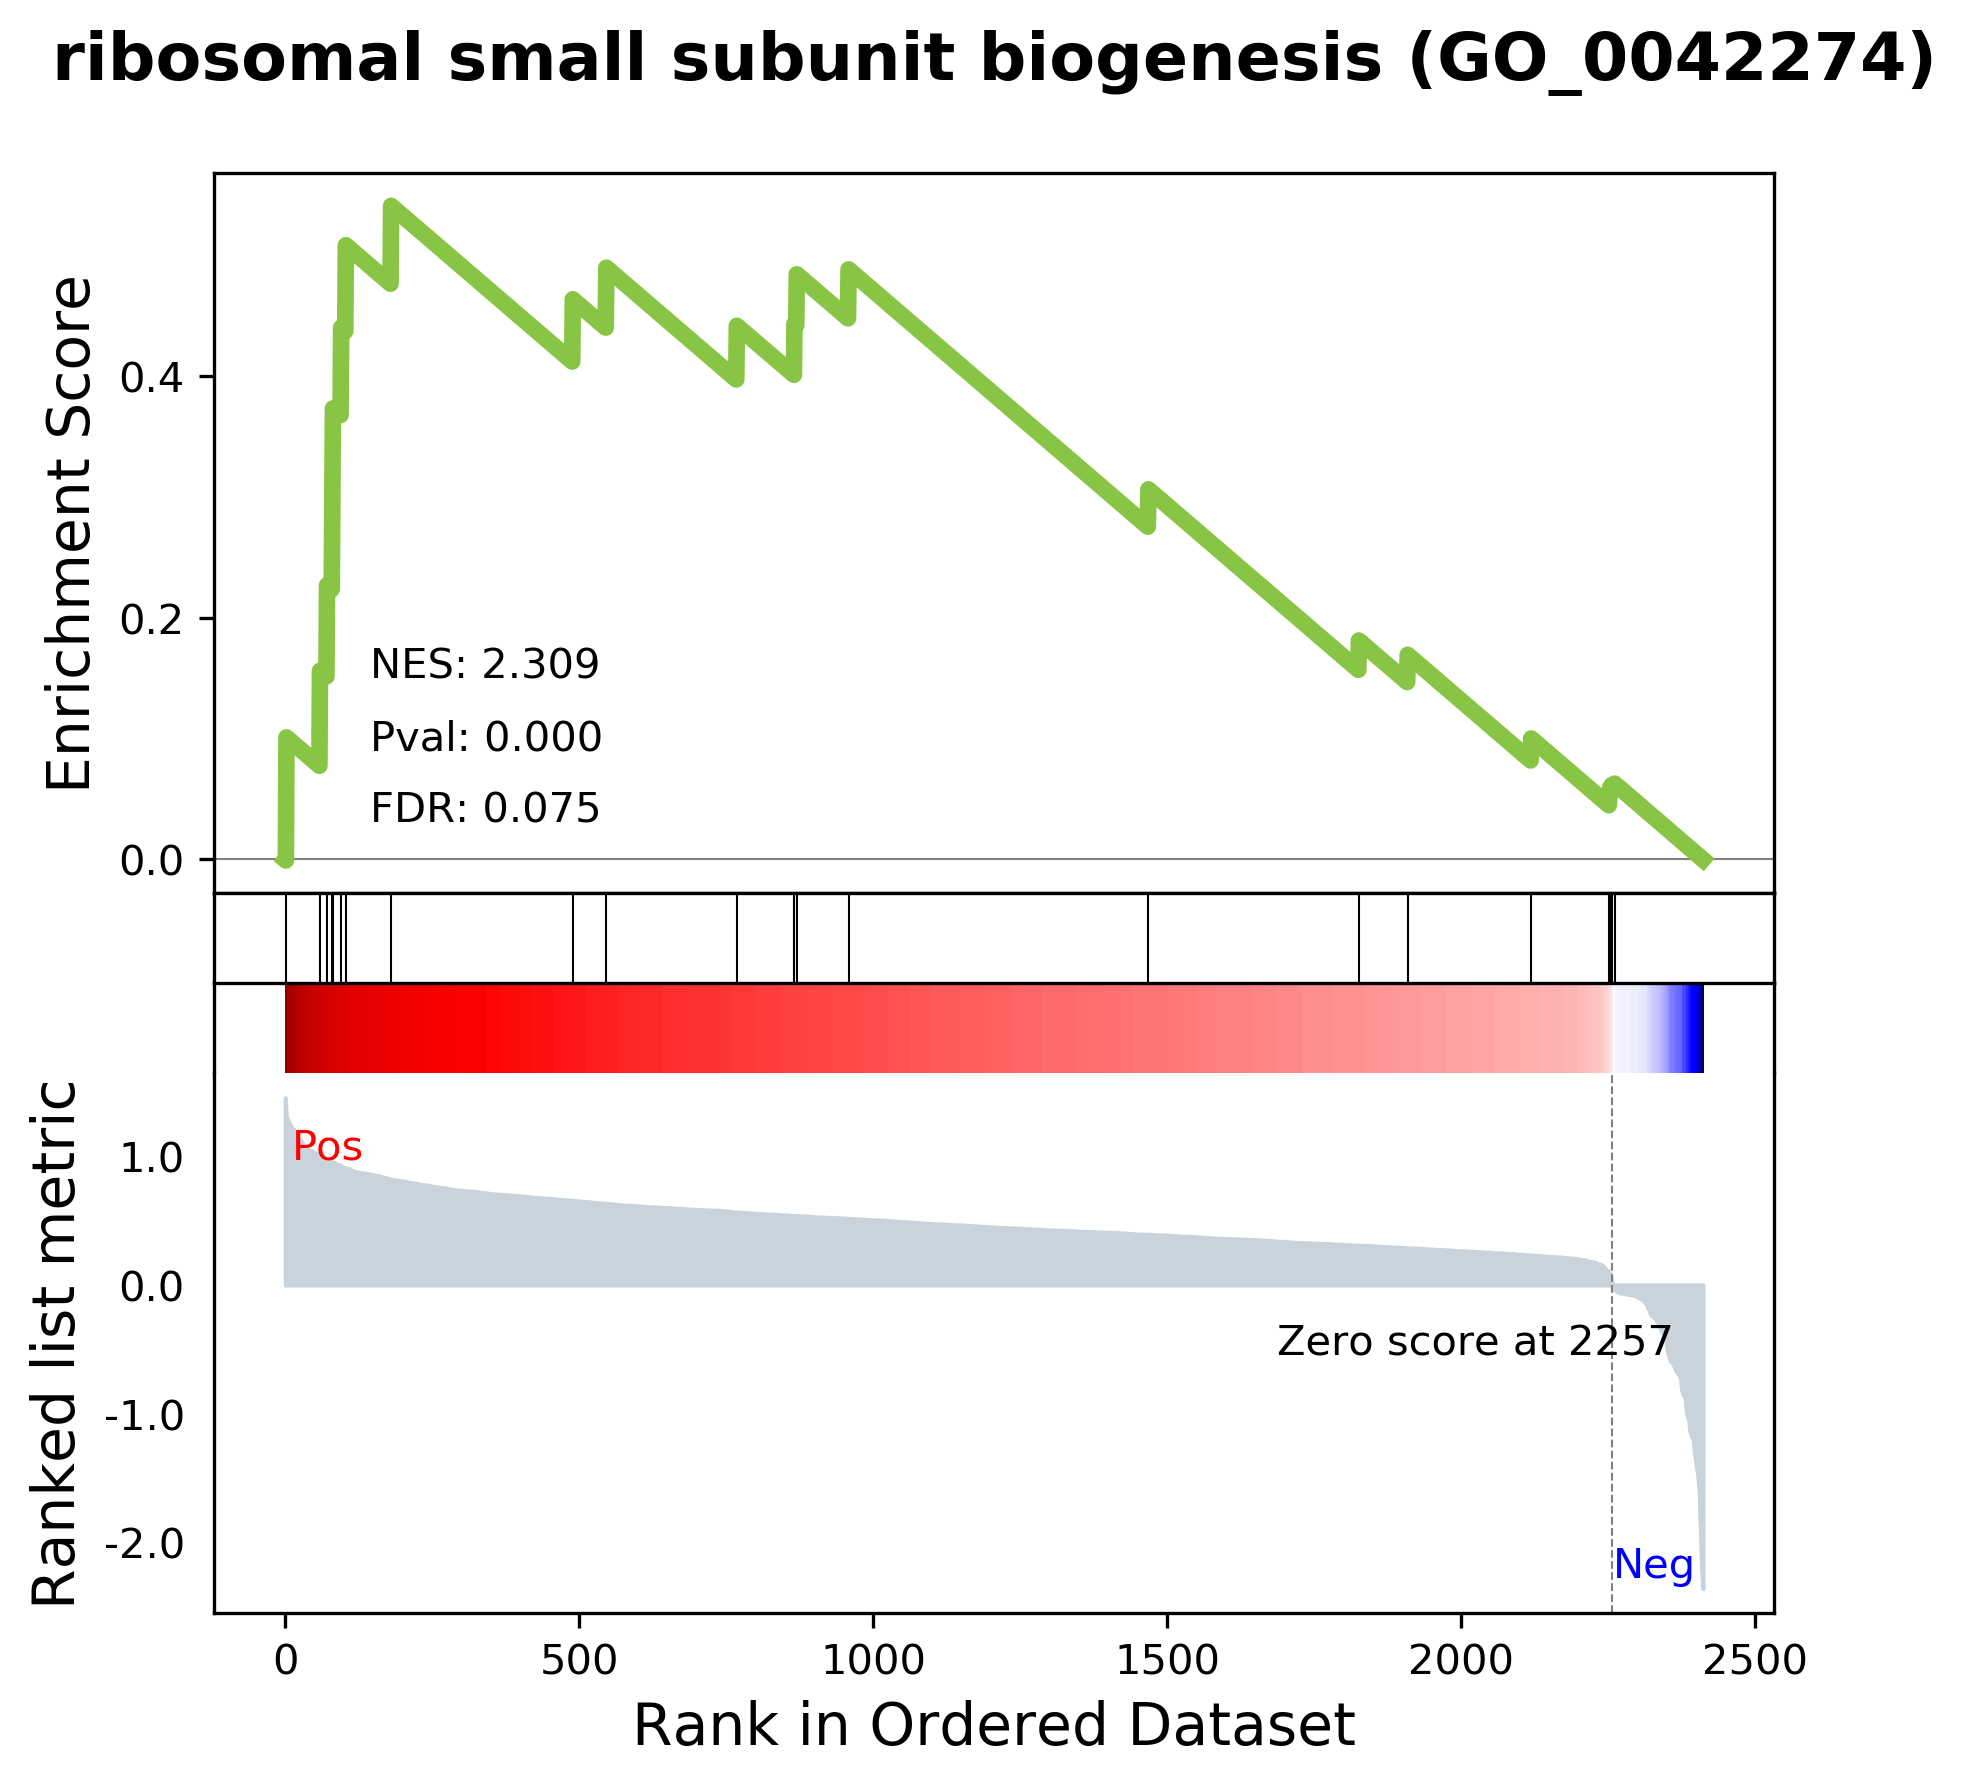 ribosomal small subunit biogenesis (GO_0042274)
Enrichment Score
0.4
0.2
0.0
NES: 2.309
Pval: 0.000
FDR: 0.075
Ranked list metric
1.0
0.0
-1.0
-2.0
Pos
Zero score at 2257
Neg
0 500 1000 1500 2000 2500
Rank in Ordered Dataset